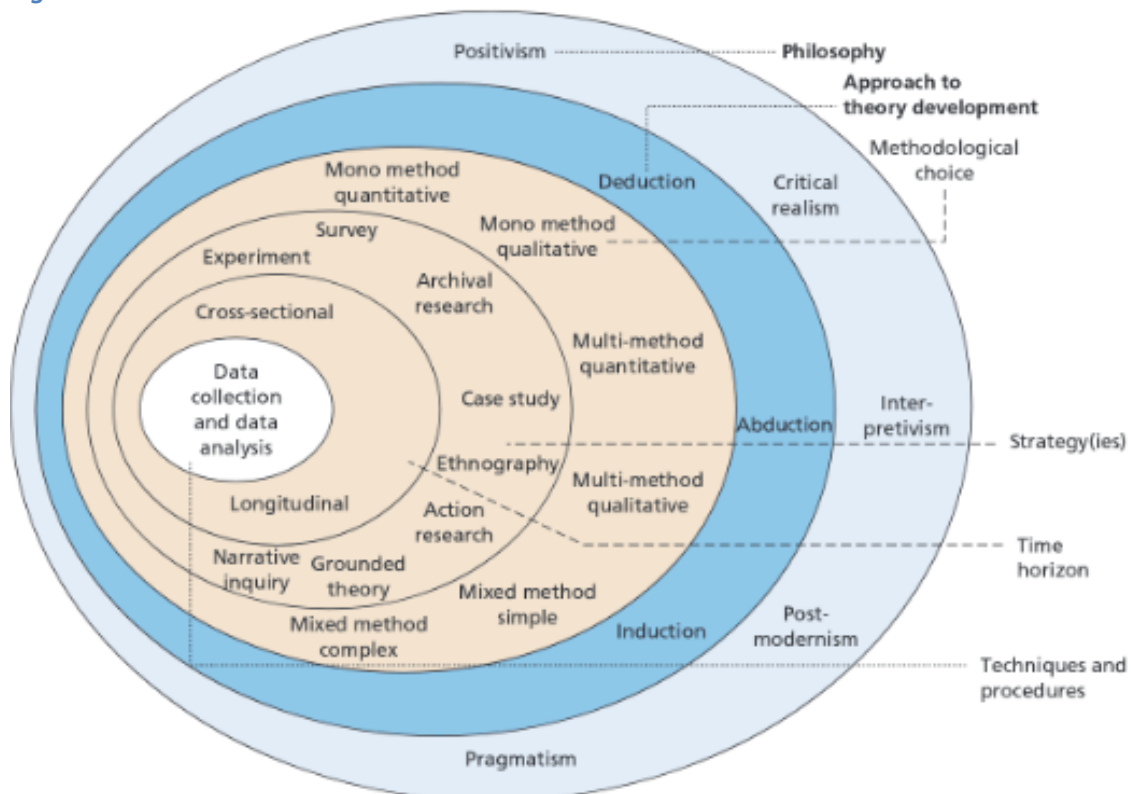 Positivism
Philosophy
Approach to
theory development
Methodological
choice
Mono method
quantitative
Deduction
Critical
realism
Survey
Mono method
qualitative
Experiment
Archival
research
Cross-sectional
Multi-method
quantitative
Data
collection
and data
analysis
Case study
Abduction
Inter-
pretivism
Strategy(ies)
Ethnography
Multi-method
qualitative
Longitudinal
Action
research
Time
horizon
Narrative
inquiry
Grounded
theory
Mixed method
simple
Post-
modernism
Mixed method
complex
Induction
Techniques and
procedures
Pragmatism